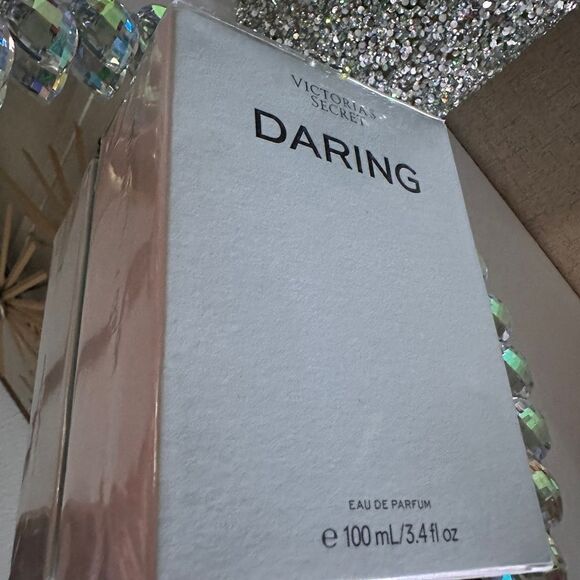 VICTORIA'S
SECRET
DARING
EAU DE PARFUM
℮ 100 mL/3.4 fl oz